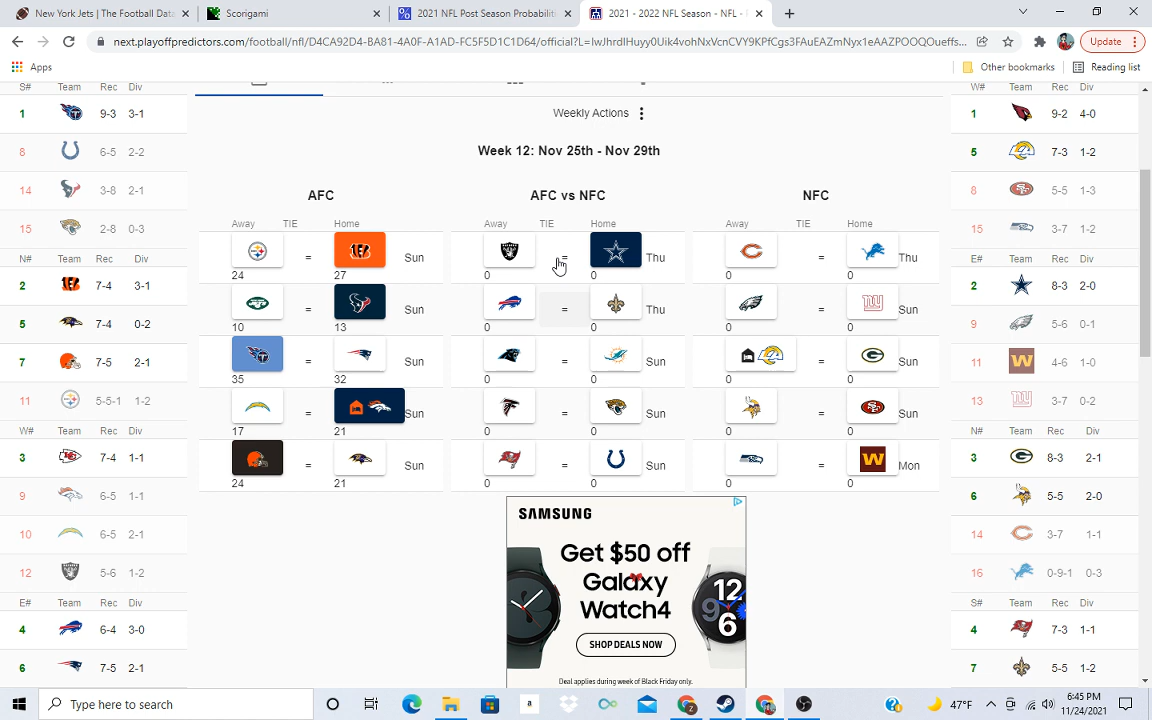 New York Jets | The Football Data
Scorigami
2021 NFL Post Season Probabiliti
2021 - 2022 NFL Season - NFL - P
next.playoffpredictors.com/football/nfl/D4CA92D4-BA81-4A0F-A1AD-FC5F5D1C1D64/official?L=IwJhrdIHuyy0Uik4vohNxVcnCVY9KPfCgs3FAuEAZmNyx1eAAZPOOQOueffs...
Update
Apps
Other bookmarks
Reading list
S# Team Rec Div
1 9-3 3-1
8 6-5 2-2
14 3-8 2-1
15 2-8 0-3
N# Team Rec Div
2 7-4 3-1
5 7-4 0-2
7 7-5 2-1
11 5-5-1 1-2
W# Team Rec Div
3 7-4 1-1
9 6-5 1-1
10 6-5 2-1
12 5-6 1-2
E# Team Rec Div
4 6-4 3-0
6 7-5 2-1
Weekly Actions
Week 12: Nov 25th - Nov 29th
AFC
Away TIE Home
= Sun
24 27
= Sun
10 13
= Sun
35 32
= Sun
17 21
= Sun
24 21
AFC vs NFC
Away TIE Home
= Thu
0 0
= Thu
0 0
= Sun
0 0
= Sun
0 0
= Sun
0 0
NFC
Away TIE Home
= Thu
0 0
= Sun
0 0
= Sun
0 0
= Sun
0 0
= Mon
0 0
SAMSUNG
Get $50 off
Galaxy
Watch4
12
6
SHOP DEALS NOW
Deal applies during week of Black Friday only.
W# Team Rec Div
1 9-2 4-0
5 7-3 1-2
8 5-5 1-3
15 3-7 1-2
E# Team Rec Div
2 8-3 2-0
9 5-6 0-1
11 W 4-6 1-0
13 3-7 0-2
N# Team Rec Div
3 8-3 2-1
6 5-5 2-0
14 3-7 1-1
16 0-9-1 0-3
S# Team Rec Div
4 7-3 1-1
7 5-5 1-2
Type here to search
47°F
6:45 PM
11/24/2021